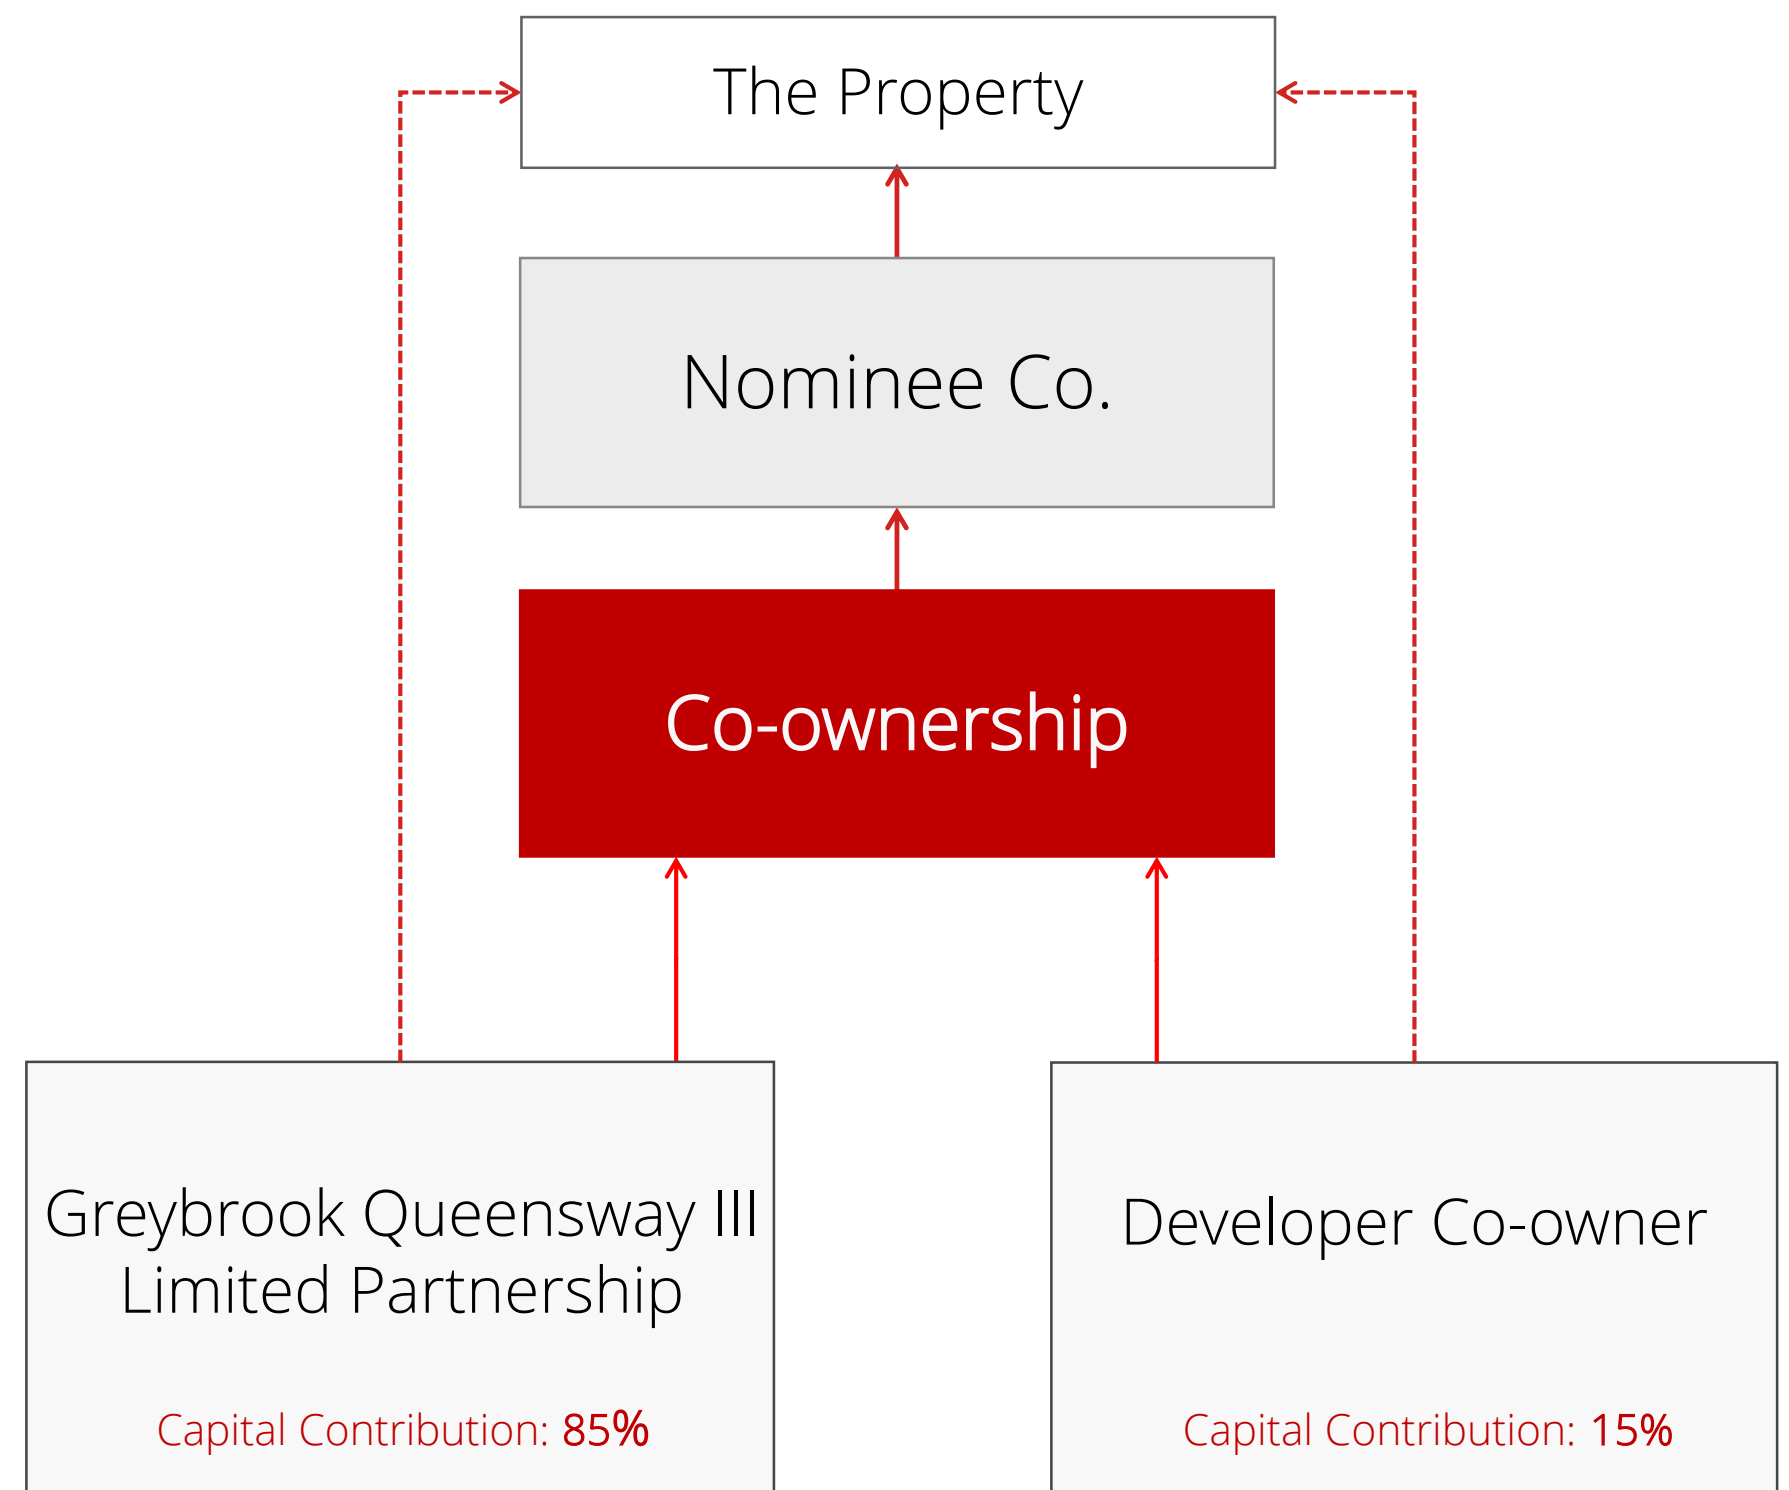 The Property
Nominee Co.
Co-ownership
Greybrook Queensway III
Limited Partnership
Capital Contribution: 85%
Developer Co-owner
Capital Contribution: 15%